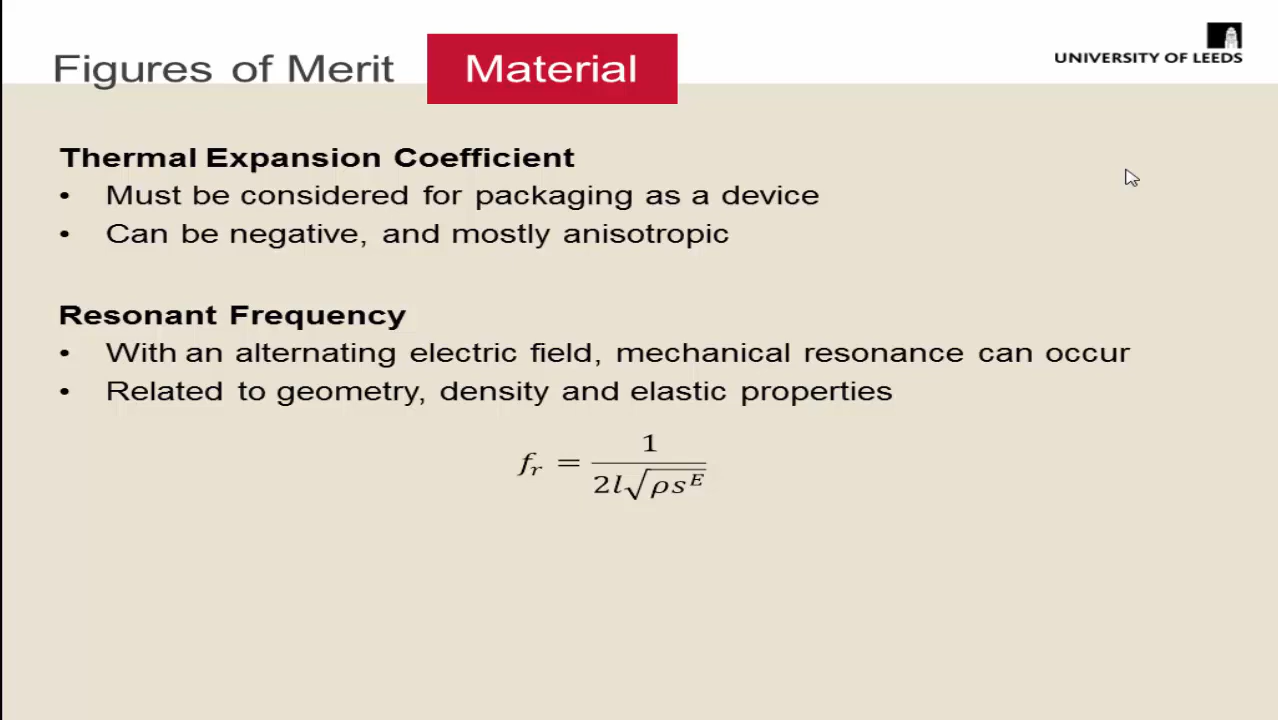 UNIVERSITY OF LEEDS
Figures of Merit Material
Thermal Expansion Coefficient
• Must be considered for packaging as a device
• Can be negative, and mostly anisotropic
Resonant Frequency
• With an alternating electric field, mechanical resonance can occur
• Related to geometry, density and elastic properties
f_r = 1 / (2l√(ρs^E))